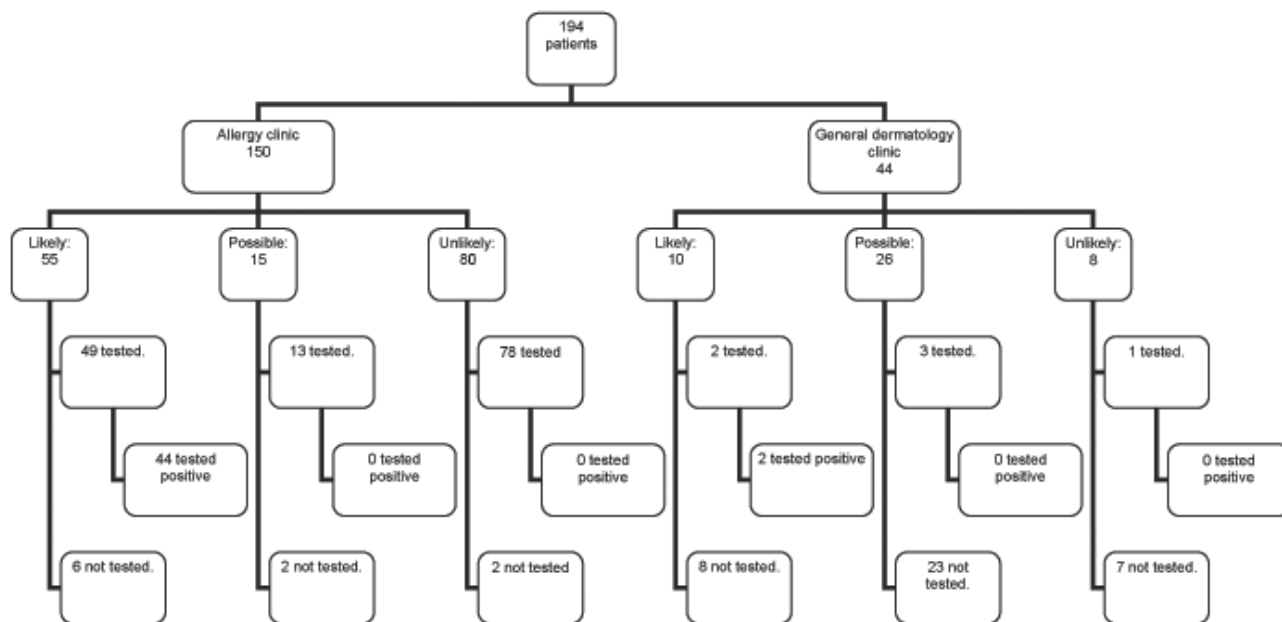 194
patients
Allergy clinic
150
General dermatology
clinic
44
Likely:
55
Possible:
15
Unlikely:
80
Likely:
10
Possible:
26
Unlikely:
8
49 tested.
13 tested.
78 tested
2 tested.
3 tested.
1 tested.
44 tested
positive
0 tested
positive
0 tested
positive
2 tested positive
0 tested
positive
0 tested
positive
6 not tested.
2 not tested.
2 not tested
8 not tested.
23 not
tested.
7 not tested.